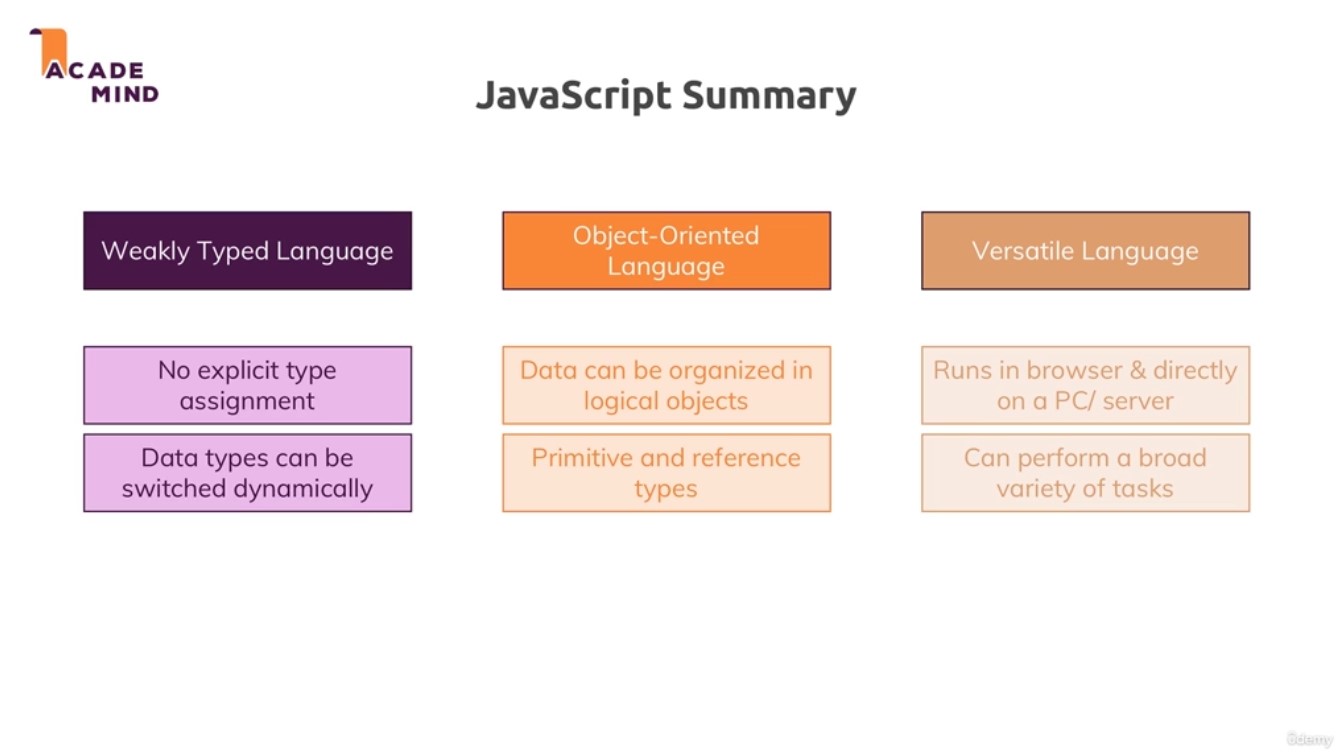 ACADE
MIND
JavaScript Summary
Weakly Typed Language
Object-Oriented
Language
Versatile Language
No explicit type
assignment
Data can be organized in
logical objects
Runs in browser & directly
on a PC/ server
Data types can be
switched dynamically
Primitive and reference
types
Can perform a broad
variety of tasks
ûdemy